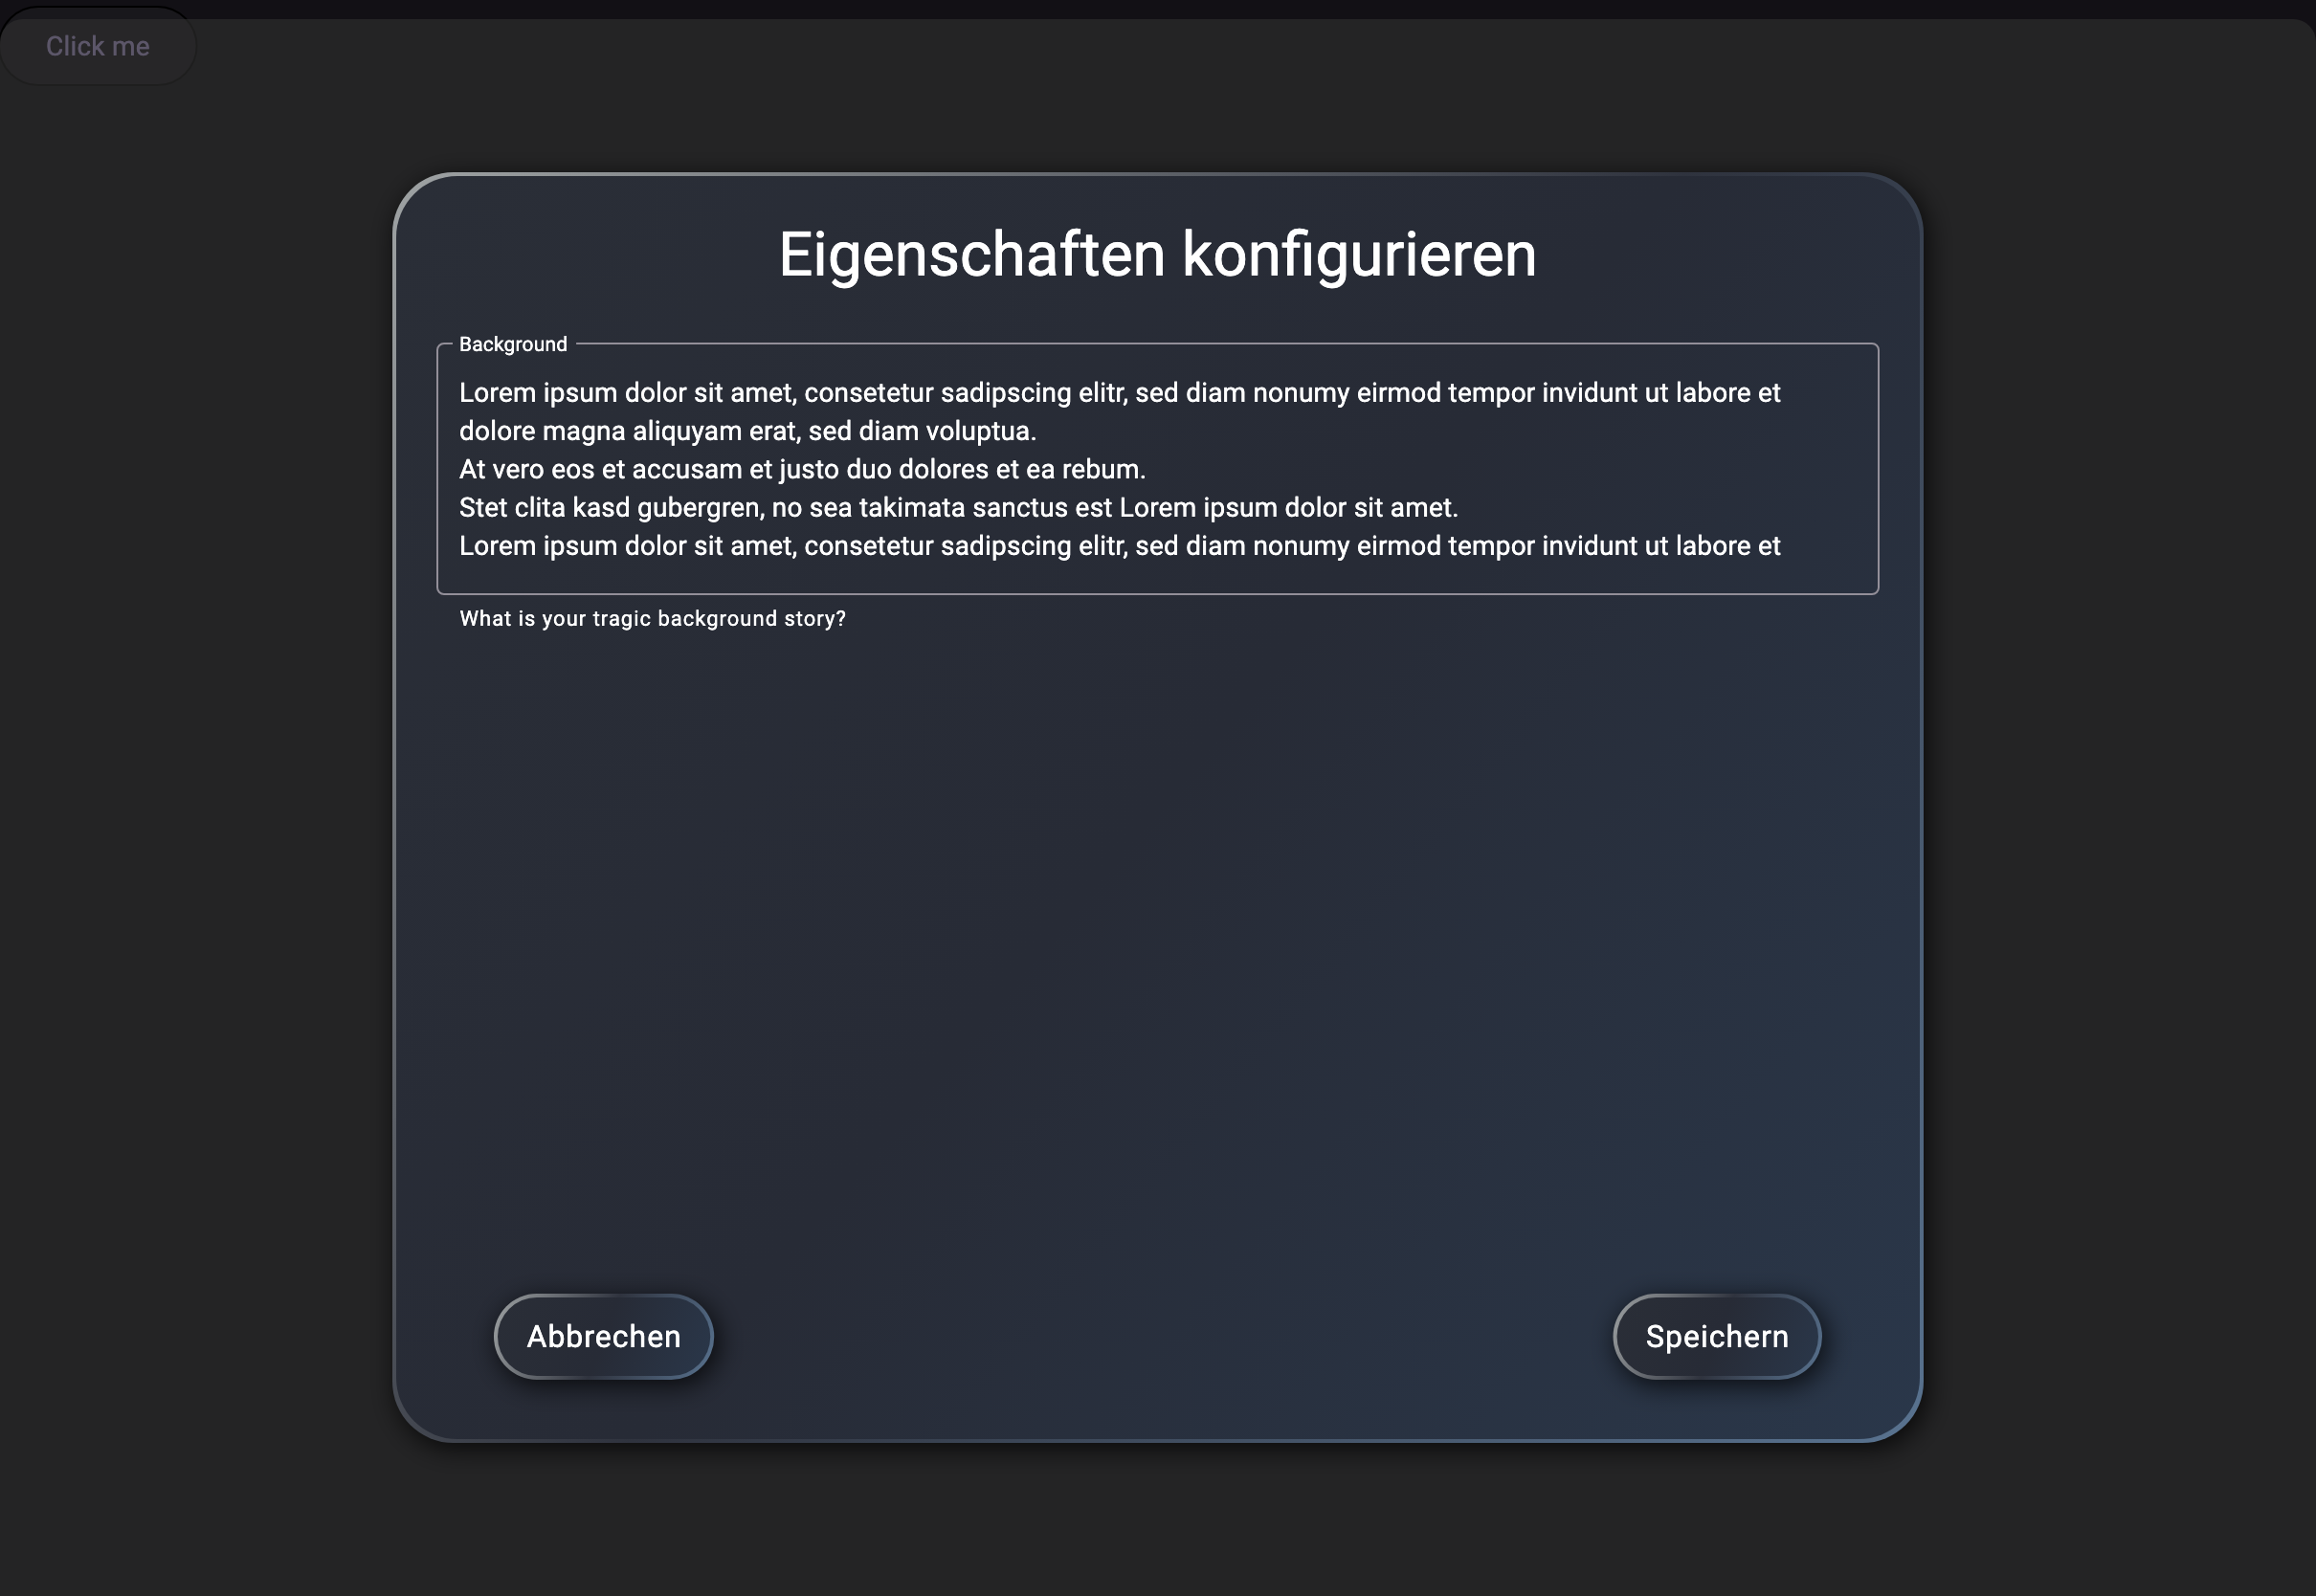 Click me
Eigenschaften konfigurieren
Background
Lorem ipsum dolor sit amet, consetetur sadipscing elitr, sed diam nonumy eirmod tempor invidunt ut labore et
dolore magna aliquyam erat, sed diam voluptua.
At vero eos et accusam et justo duo dolores et ea rebum.
Stet clita kasd gubergren, no sea takimata sanctus est Lorem ipsum dolor sit amet.
Lorem ipsum dolor sit amet, consetetur sadipscing elitr, sed diam nonumy eirmod tempor invidunt ut labore et
What is your tragic background story?
Abbrechen
Speichern